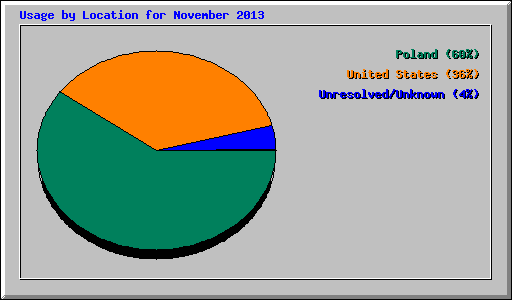 Usage by Location for November 2013
Poland (60%)
United States (36%)
Unresolved/Unknown (4%)